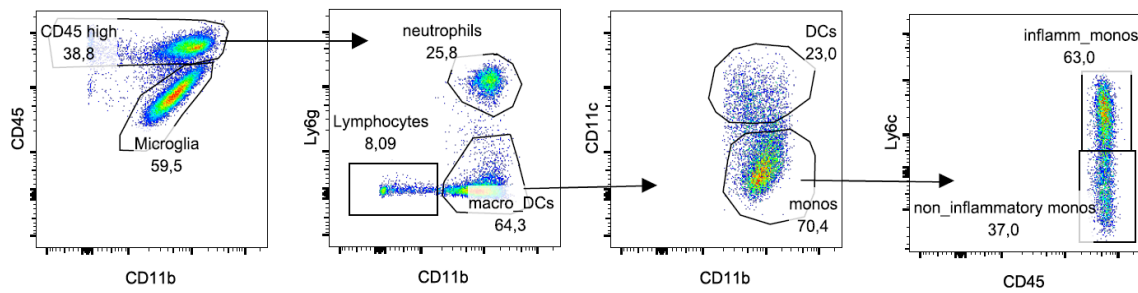 CD45 high
38,8
Microglia
59,5
CD45
CD11b
neutrophils
25,8
Lymphocytes
8,09
macro_DCs
64,3
Ly6g
CD11b
DCs
23,0
monos
70,4
CD11c
CD11b
inflamm_monos
63,0
non_inflammatory monos
37,0
Ly6c
CD45